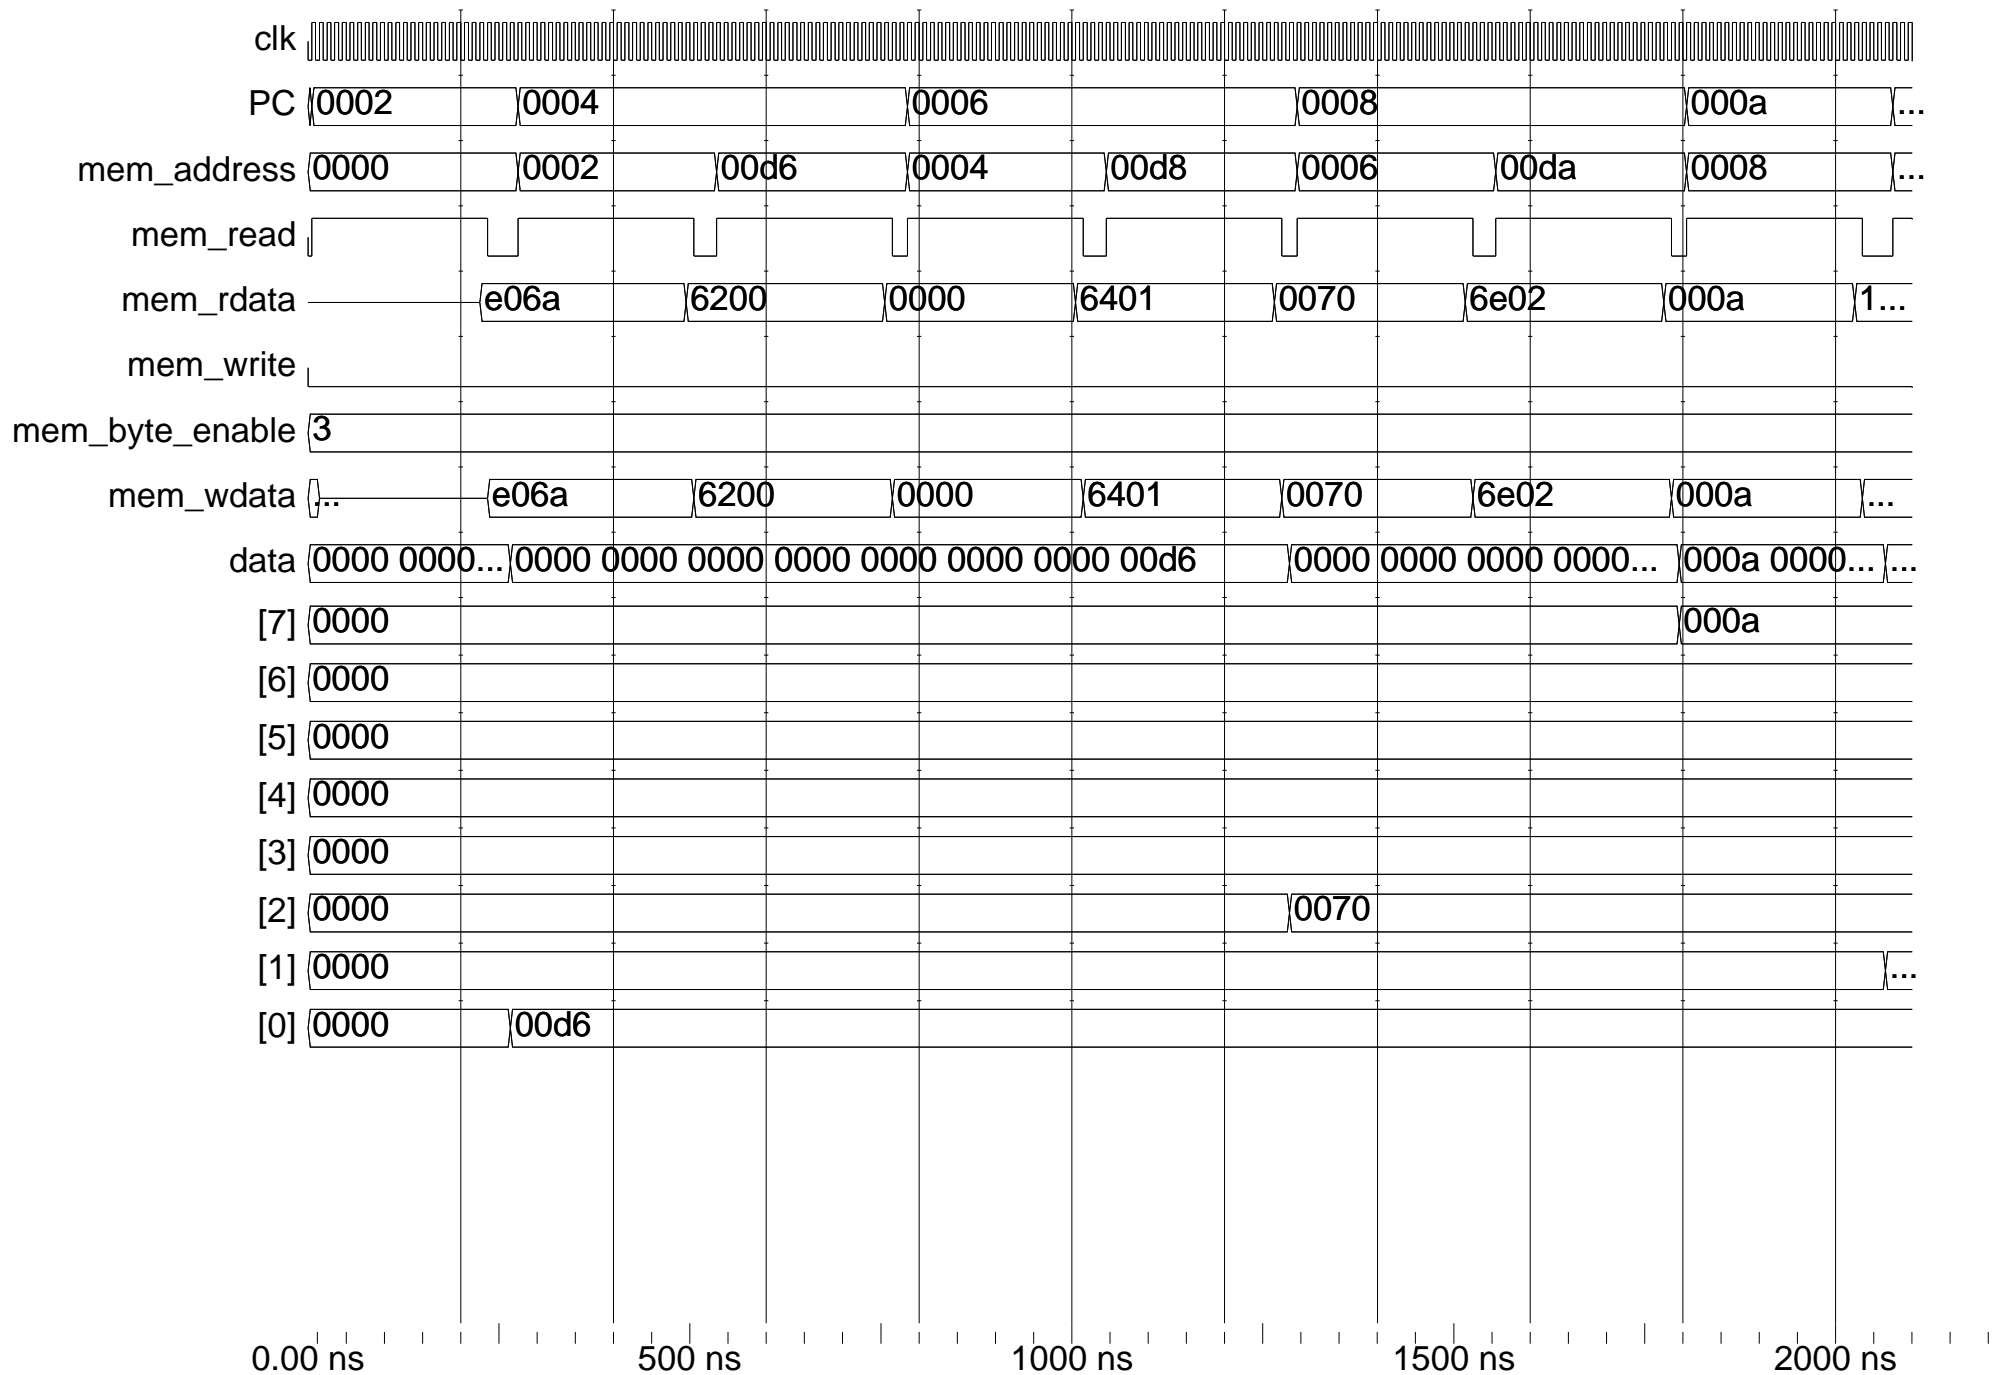 clk
PC 0002 0004 0006 0008 000a ...
mem_address 0000 0002 00d6 0004 00d8 0006 00da 0008 ...
mem_read
mem_rdata e06a 6200 0000 6401 0070 6e02 000a 1...
mem_write
mem_byte_enable 3
mem_wdata ... e06a 6200 0000 6401 0070 6e02 000a ...
data 0000 0000... 0000 0000 0000 0000 0000 0000 0000 00d6 0000 0000 0000 0000... 000a 0000... ...
[7] 0000 000a
[6] 0000
[5] 0000
[4] 0000
[3] 0000
[2] 0000 0070
[1] 0000 ...
[0] 0000 00d6
0.00 ns 500 ns 1000 ns 1500 ns 2000 ns